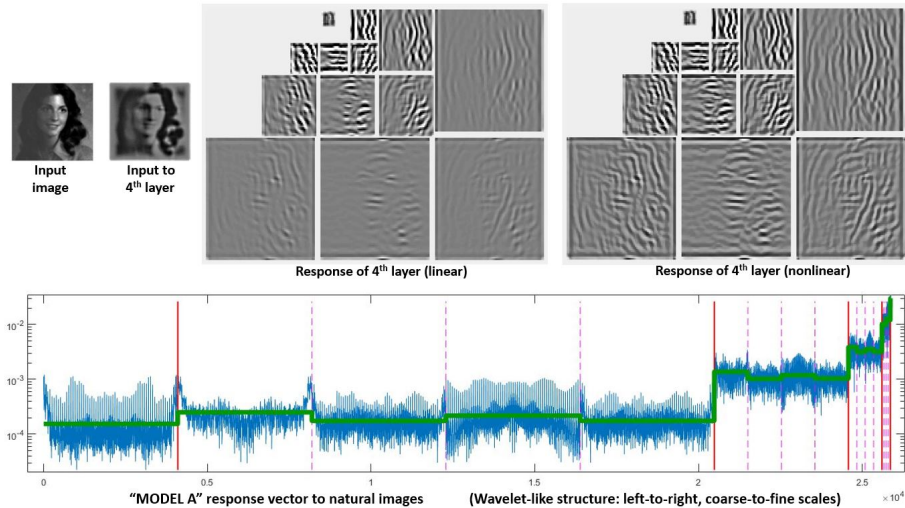 Input
image
Input to
4th layer
Response of 4th layer (linear)
Response of 4th layer (nonlinear)
10-2
10-3
10-4
0
0.5
1
1.5
2
2.5
× 10^4
“MODEL A” response vector to natural images (Wavelet-like structure: left-to-right, coarse-to-fine scales)